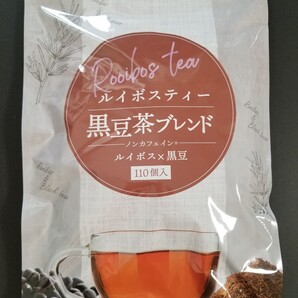 Rooibos tea
ルイボスティー
黒豆茶ブレンド
ノンカフェイン※
ルイボス×黒豆
110個入